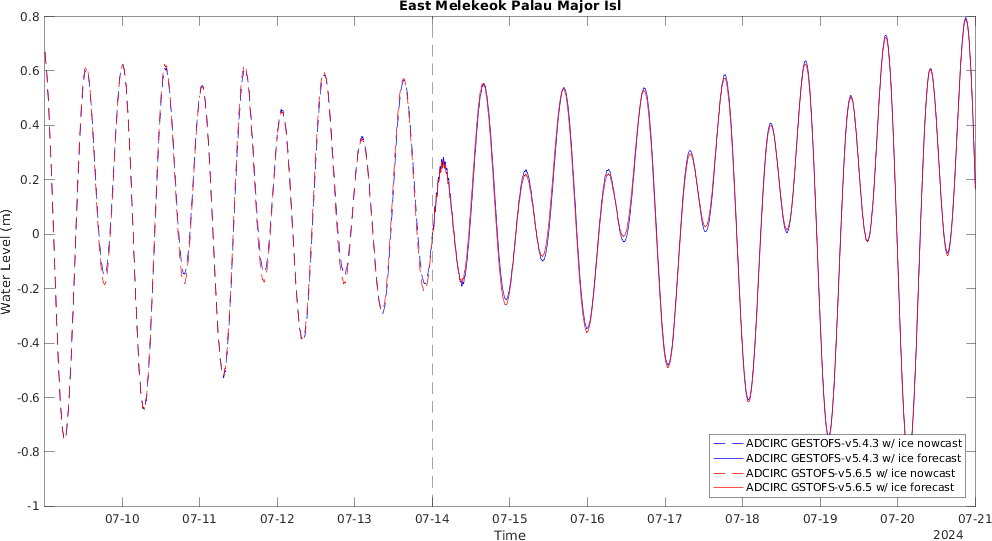 East Melekeok Palau Major Isl
0.8
0.6
0.4
0.2
0
-0.2
-0.4
-0.6
-0.8
-1
Water Level (m)
ADCIRC GESTOFS-v5.4.3 w/ ice nowcast
ADCIRC GESTOFS-v5.4.3 w/ ice forecast
ADCIRC GSTOFS-v5.6.5 w/ ice nowcast
ADCIRC GSTOFS-v5.6.5 w/ ice forecast
07-10 07-11 07-12 07-13 07-14 07-15 07-16 07-17 07-18 07-19 07-20 07-21
Time
2024